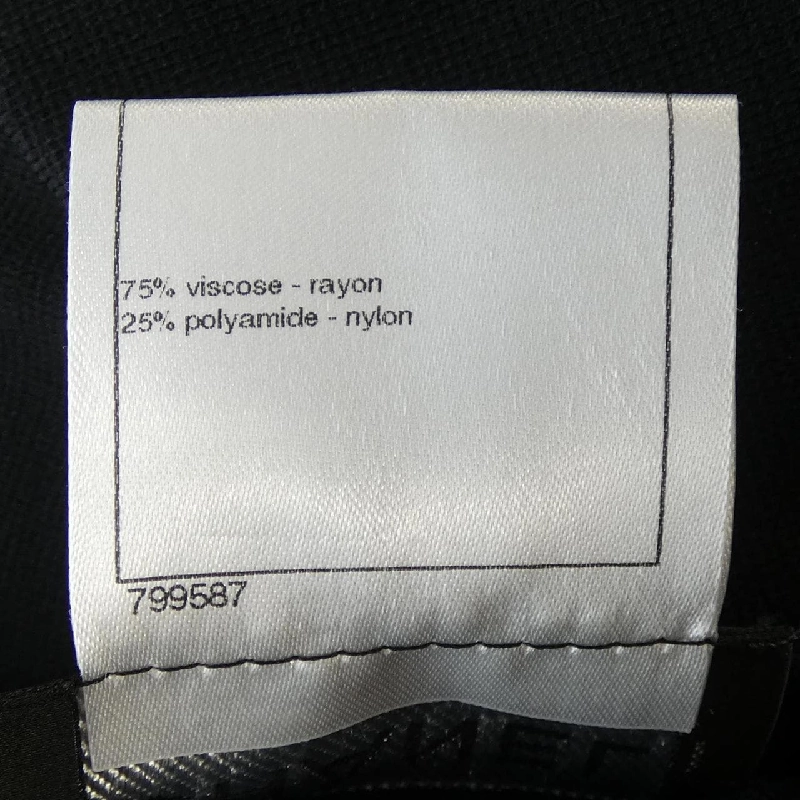 75% viscose - rayon
25% polyamide - nylon
799587